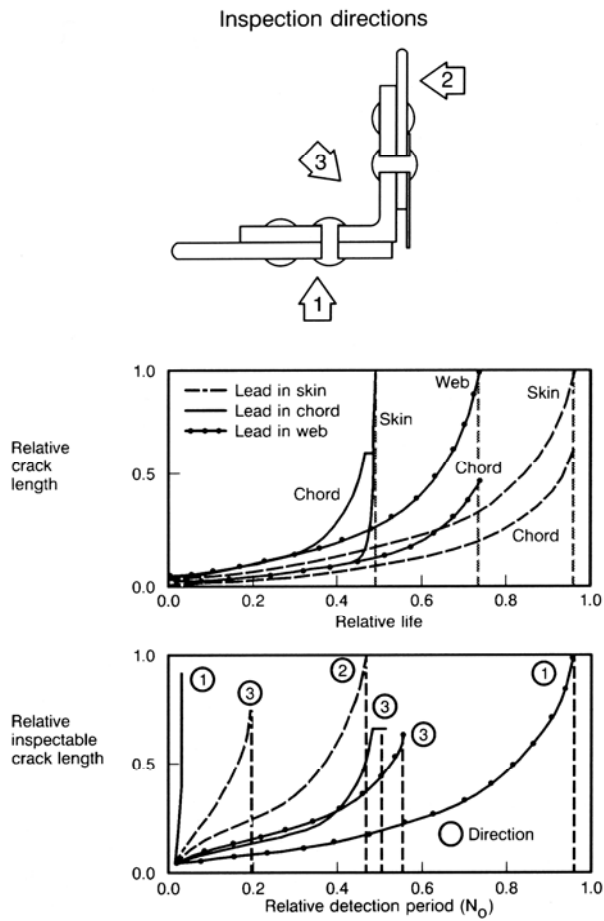 Inspection directions
2
3
1
1.0
Web
Skin
Lead in skin
Lead in chord
Skin
Lead in web
Relative
crack
length
0.5
Chord
Chord
Chord
0.0
0.0 0.2 0.4 0.6 0.8 1.0
Relative life
1.0
1 3 2 3 3 1
Relative
inspectable
crack length
0.5
Direction
0.0
0.0 0.2 0.4 0.6 0.8 1.0
Relative detection period (No)